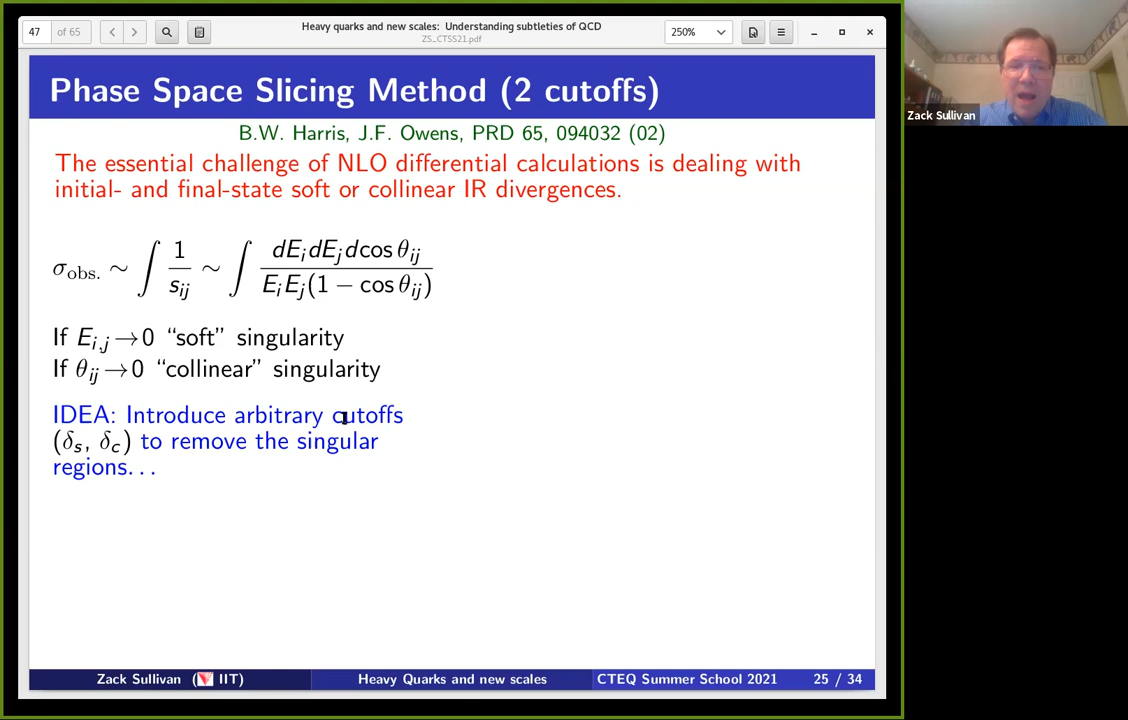 47 of 65
Heavy quarks and new scales: Understanding subtleties of QCD
ZS_CTSS21.pdf
250%
Zack Sullivan
Phase Space Slicing Method (2 cutoffs)
B.W. Harris, J.F. Owens, PRD 65, 094032 (02)
The essential challenge of NLO differential calculations is dealing with
initial- and final-state soft or collinear IR divergences.
σ_obs. ∼ ∫ 1/s_ij ∼ ∫ dE_i dE_j d cos θ_ij / E_i E_j (1 − cos θ_ij)
If E_i,j → 0 “soft” singularity
If θ_ij → 0 “collinear” singularity
IDEA: Introduce arbitrary cutoffs
(δ_s, δ_c) to remove the singular
regions. . .
Zack Sullivan ( IIT) Heavy Quarks and new scales CTEQ Summer School 2021 25 / 34